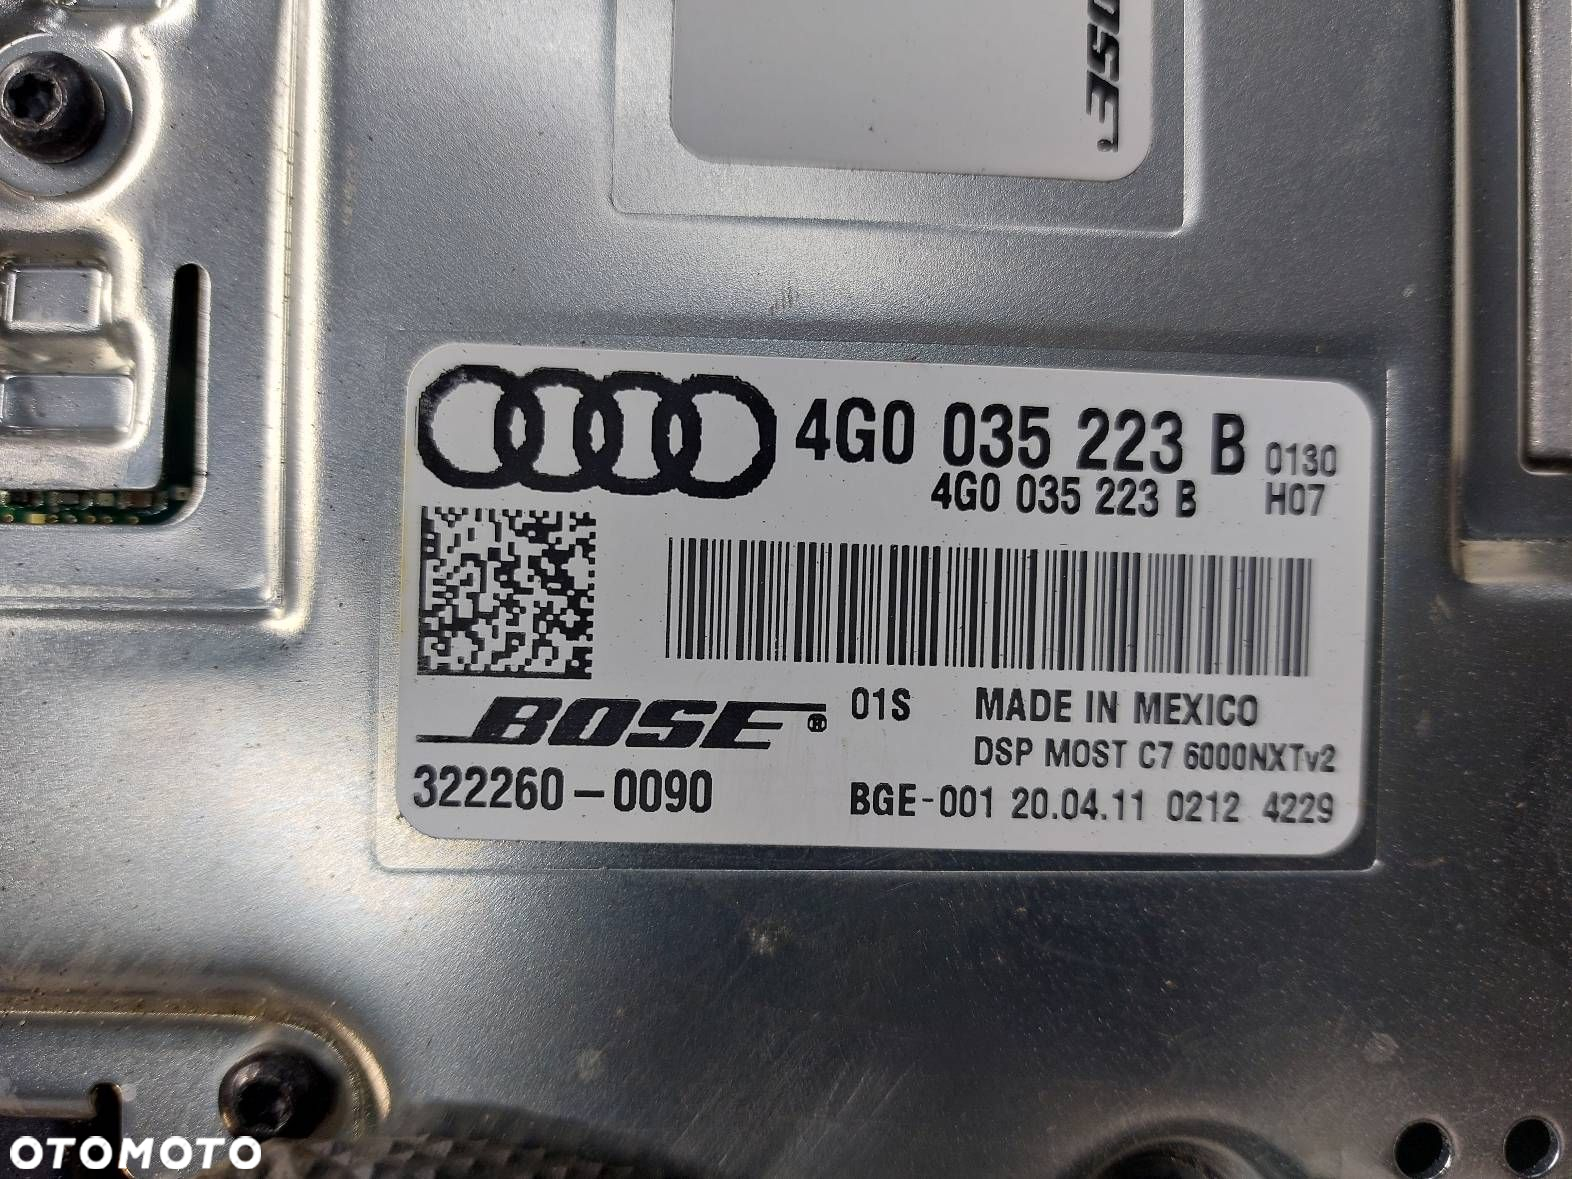 BOSE
4G0 035 223 B 0130
4G0 035 223 B H07
BOSE® 01S MADE IN MEXICO
DSP MOST C7 6000NXTv2
322260-0090 BGE-001 20.04.11 0212 4229
OTOMOTO